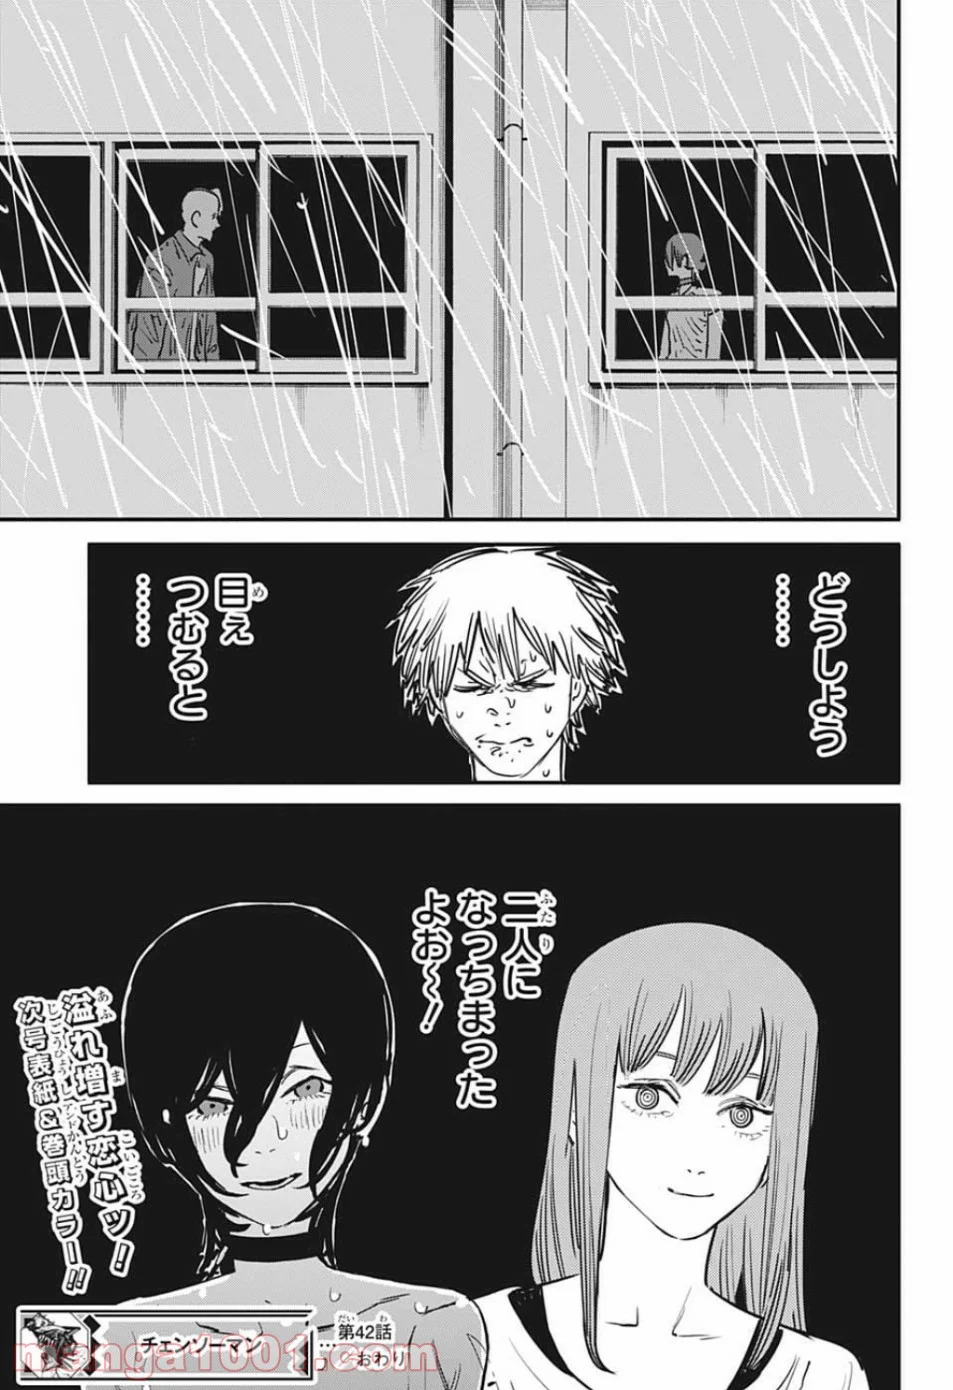 どうしよう
……
目ぇ
つむると
……
二人に
なっちまった
よお〜!
溢れ増す恋心ッ!
次号表紙&巻頭カラー!!
チェンソーマン
…第42話
おわり
manga1001.com